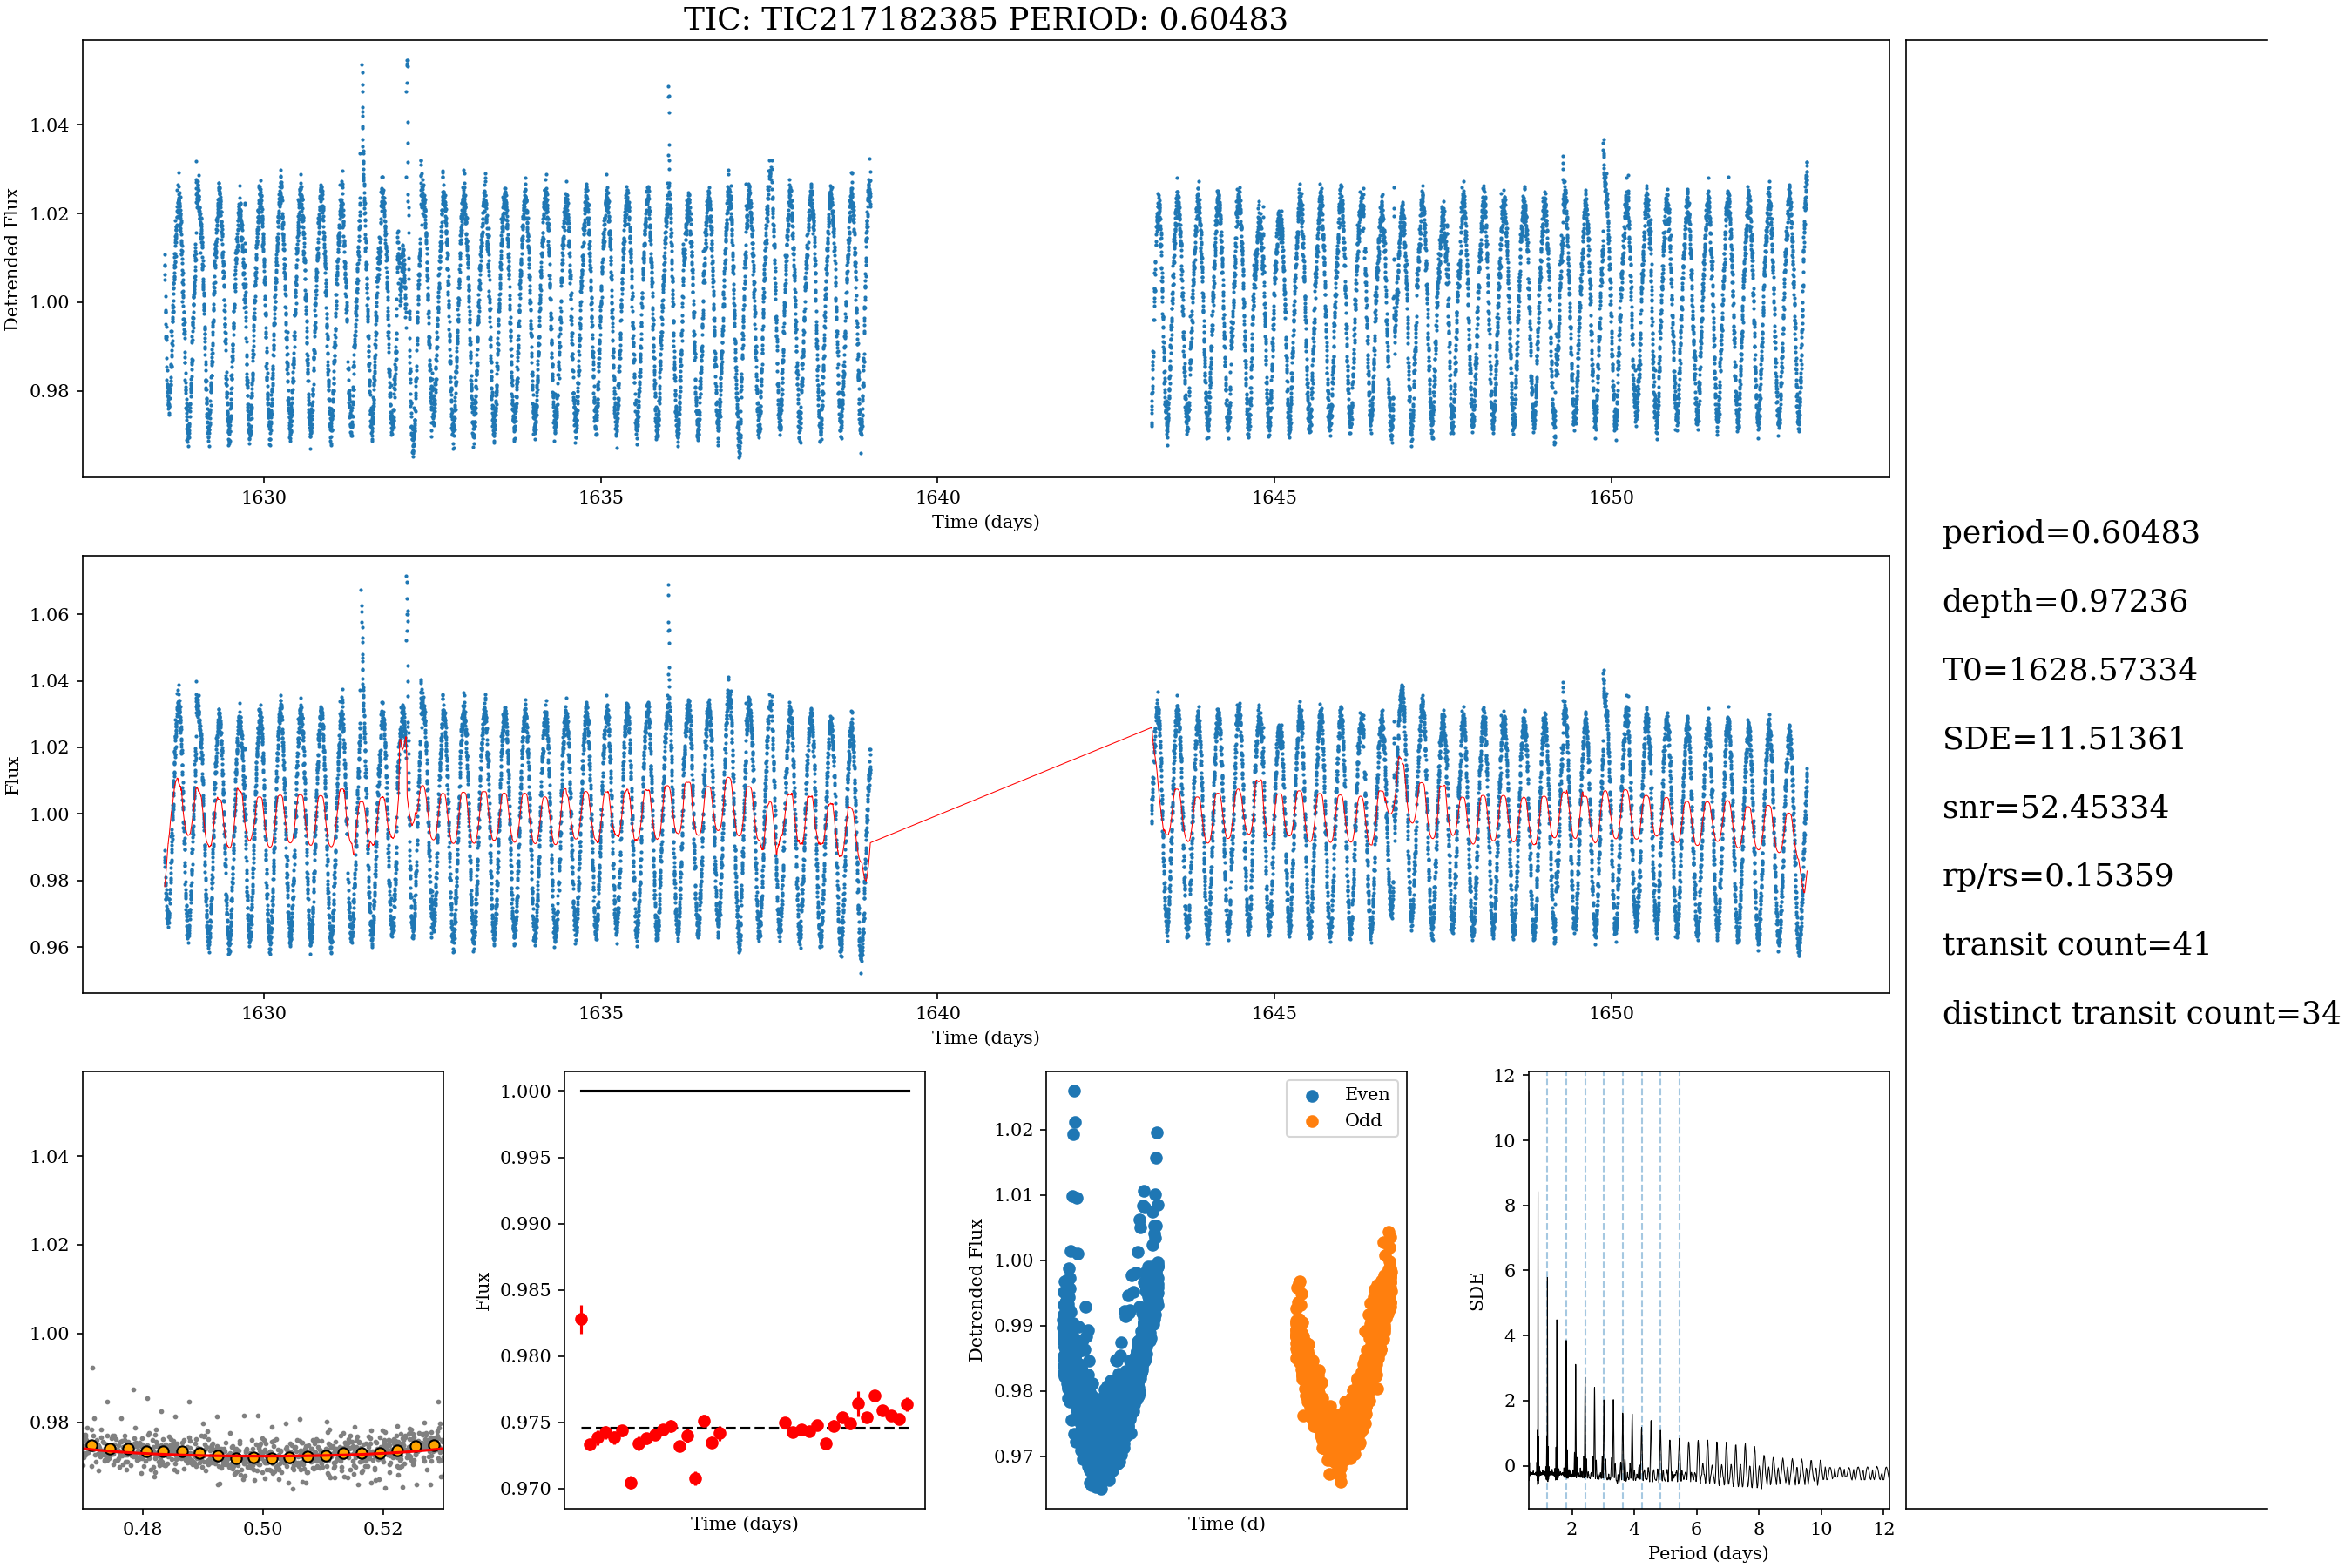 TIC: TIC217182385 PERIOD: 0.60483
Detrended Flux
1.04
1.02
1.00
0.98
1630
1635
1640
1645
1650
Time (days)
Flux
1.06
1.04
1.02
1.00
0.98
0.96
1630
1635
1640
1645
1650
Time (days)
period=0.60483
depth=0.97236
T0=1628.57334
SDE=11.51361
snr=52.45334
rp/rs=0.15359
transit count=41
distinct transit count=34
1.04
1.02
1.00
0.98
0.48
0.50
0.52
Flux
1.000
0.995
0.990
0.985
0.980
0.975
0.970
Time (days)
Detrended Flux
1.02
1.01
1.00
0.99
0.98
0.97
Even
Odd
Time (d)
SDE
12
10
8
6
4
2
0
2
4
6
8
10
12
Period (days)